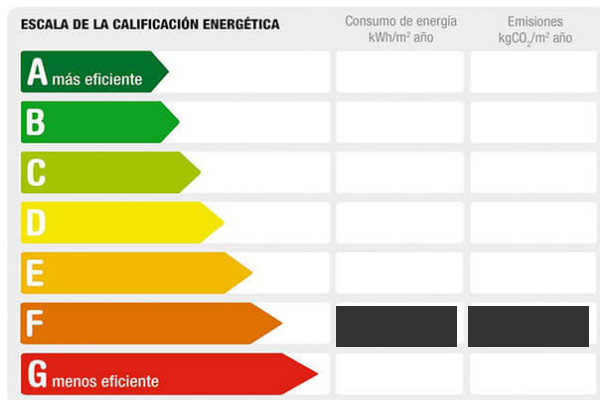 ESCALA DE LA CALIFICACIÓN ENERGÉTICA
Consumo de energía
kWh/m² año
Emisiones
kgCO₂/m² año
A más eficiente
B
C
D
E
F
G menos eficiente